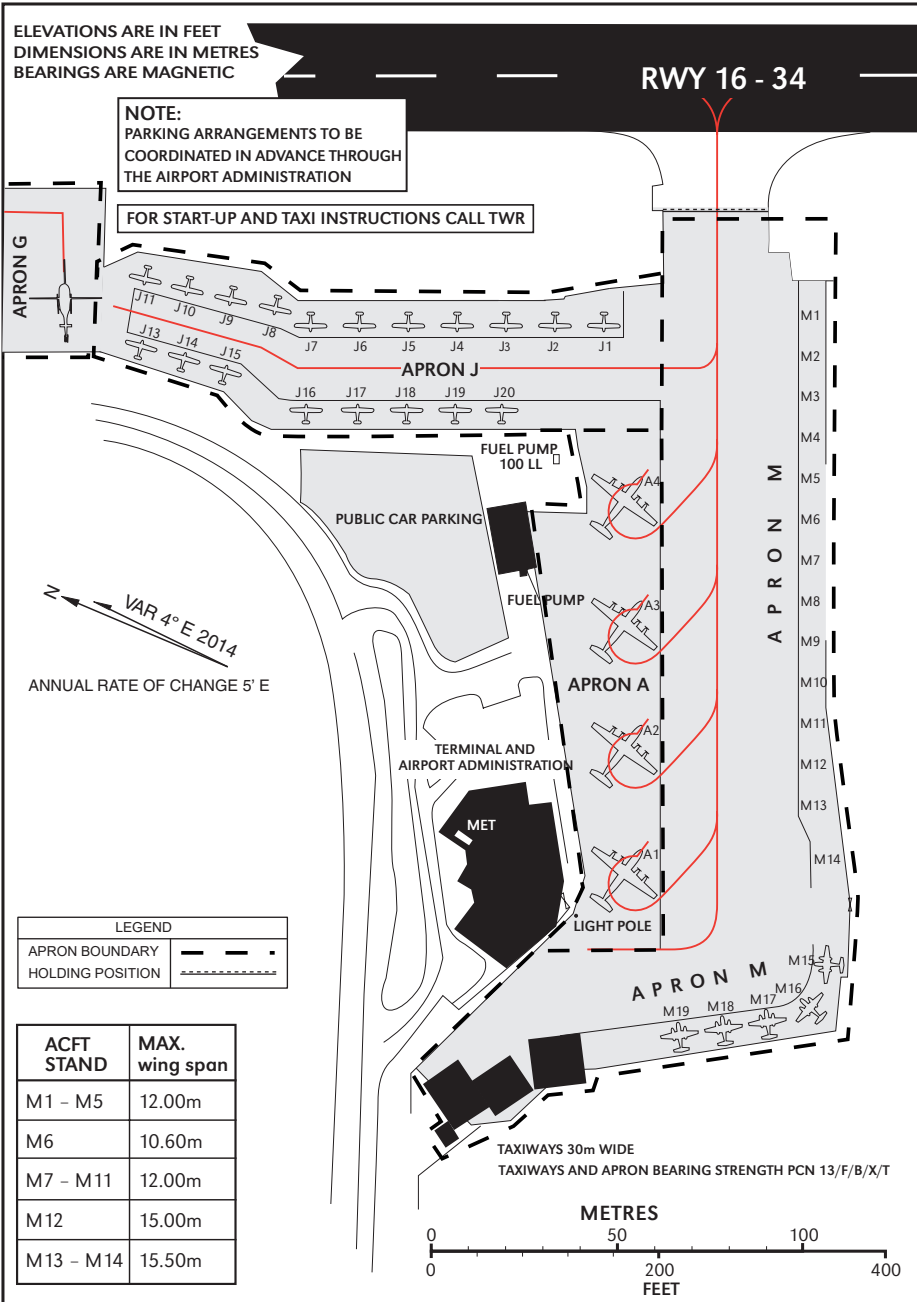 ELEVATIONS ARE IN FEET
DIMENSIONS ARE IN METRES
BEARINGS ARE MAGNETIC
RWY 16 - 34
NOTE:
PARKING ARRANGEMENTS TO BE
COORDINATED IN ADVANCE THROUGH
THE AIRPORT ADMINISTRATION
FOR START-UP AND TAXI INSTRUCTIONS CALL TWR
APRON G
J11
J10
J9
J8
J7
J6
J5
J4
J3
J2
J1
J13
J14
J15
APRON J
J16
J17
J18
J19
J20
M1
M2
M3
M4
M5
M6
M7
M8
M9
M10
M11
M12
M13
M14
APRON M
FUEL PUMP
100 LL
A4
PUBLIC CAR PARKING
FUEL PUMP
A3
N
VAR 4° E 2014
ANNUAL RATE OF CHANGE 5' E
APRON A
A2
TERMINAL AND
AIRPORT ADMINISTRATION
MET
A1
LIGHT POLE
APRON M
M15
M16
M17
M18
M19
LEGEND
APRON BOUNDARY
HOLDING POSITION
ACFT STAND MAX. wing span
M1 - M5 12.00m
M6 10.60m
M7 - M11 12.00m
M12 15.00m
M13 - M14 15.50m
TAXIWAYS 30m WIDE
TAXIWAYS AND APRON BEARING STRENGTH PCN 13/F/B/X/T
METRES
0 50 100
0 200 400
FEET